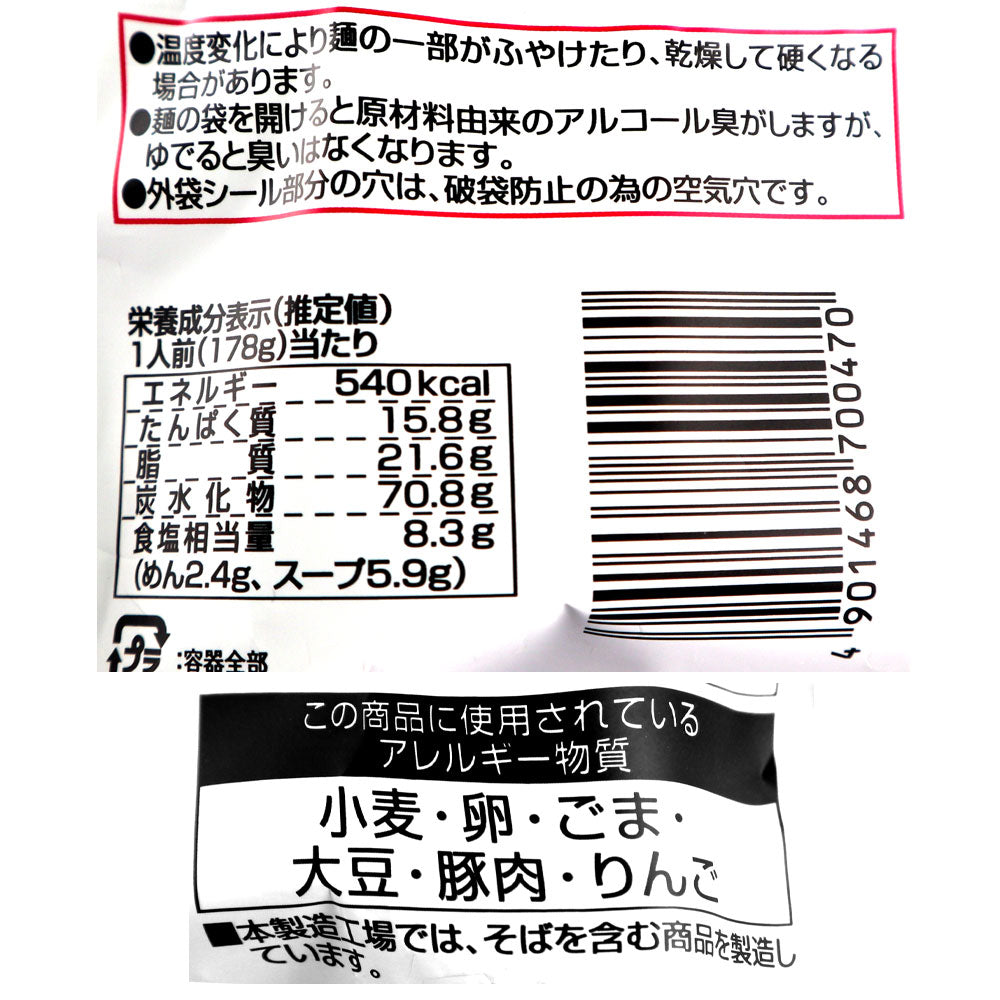 ●温度変化により麺の一部がふやけたり、乾燥して硬くなる
場合があります。
●麺の袋を開けると原材料由来のアルコール臭がしますが、
ゆでると臭いはなくなります。
●外袋シール部分の穴は、破袋防止の為の空気穴です。
栄養成分表示(推定値)
1人前(178g)当たり
エネルギー 540kcal
たんぱく質 15.8g
脂質 21.6g
炭水化物 70.8g
食塩相当量 8.3g
(めん2.4g、スープ5.9g)
プラ :容器全部
4 901148 700470
この商品に使用されている
アレルギー物質
小麦・卵・ごま・
大豆・豚肉・りんご
■本製造工場では、そばを含む商品を製造し
ています。